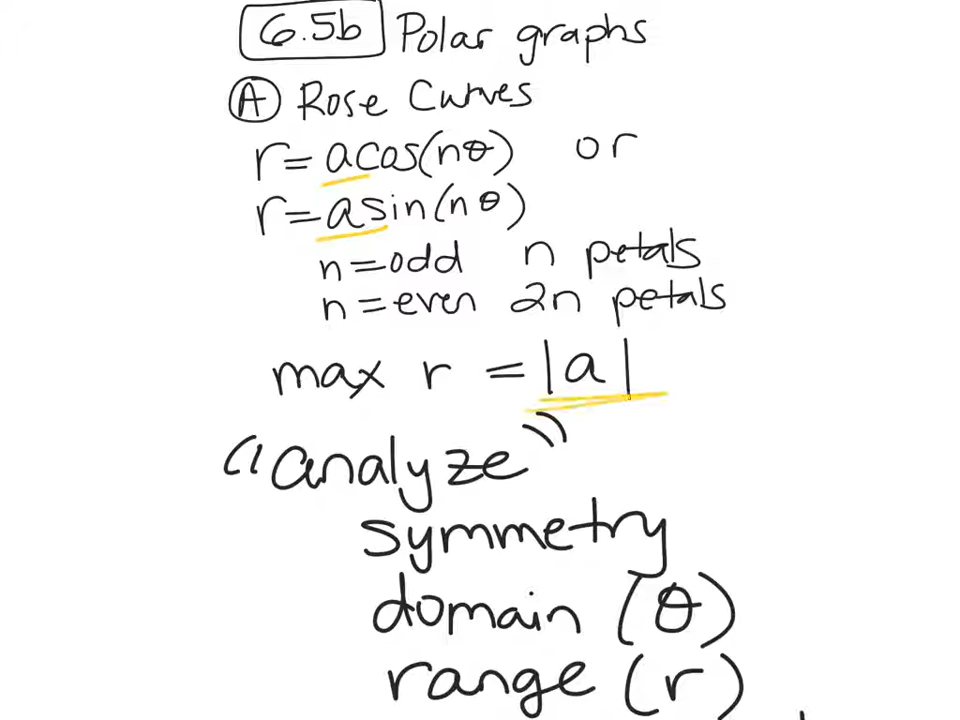 6.5b Polar graphs
A Rose Curves
r = acos(nθ) or
r = asin(nθ)
n = odd n petals
n = even 2n petals
max r = |a|
"analyze"
symmetry
domain (θ)
range (r)